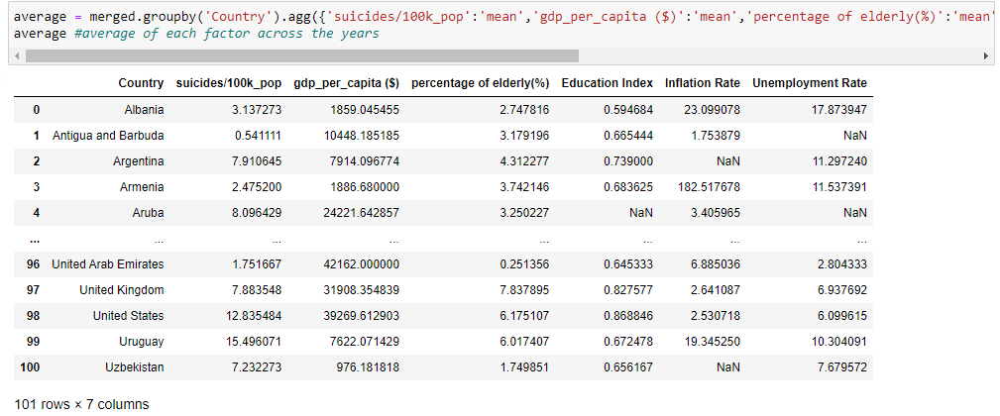 average = merged.groupby('Country').agg({'suicides/100k_pop':'mean','gdp_per_capita ($)':'mean','percentage of elderly(%)':'mean'
average #average of each factor across the years
Country suicides/100k_pop gdp_per_capita ($) percentage of elderly(%) Education Index Inflation Rate Unemployment Rate
0 Albania 3.137273 1859.045455 2.747816 0.594684 23.099078 17.873947
1 Antigua and Barbuda 0.541111 10448.185185 3.179196 0.665444 1.753879 NaN
2 Argentina 7.910645 7914.096774 4.312277 0.739000 NaN 11.297240
3 Armenia 2.475200 1886.680000 3.742146 0.683625 182.517678 11.537391
4 Aruba 8.096429 24221.642857 3.250227 NaN 3.405965 NaN
... ... ... ... ... ... ... ...
96 United Arab Emirates 1.751667 42162.000000 0.251356 0.645333 6.885036 2.804333
97 United Kingdom 7.883548 31908.354839 7.837895 0.827577 2.641087 6.937692
98 United States 12.835484 39269.612903 6.175107 0.868846 2.530718 6.099615
99 Uruguay 15.496071 7622.071429 6.017407 0.672478 19.345250 10.304091
100 Uzbekistan 7.232273 976.181818 1.749851 0.656167 NaN 7.679572
101 rows × 7 columns